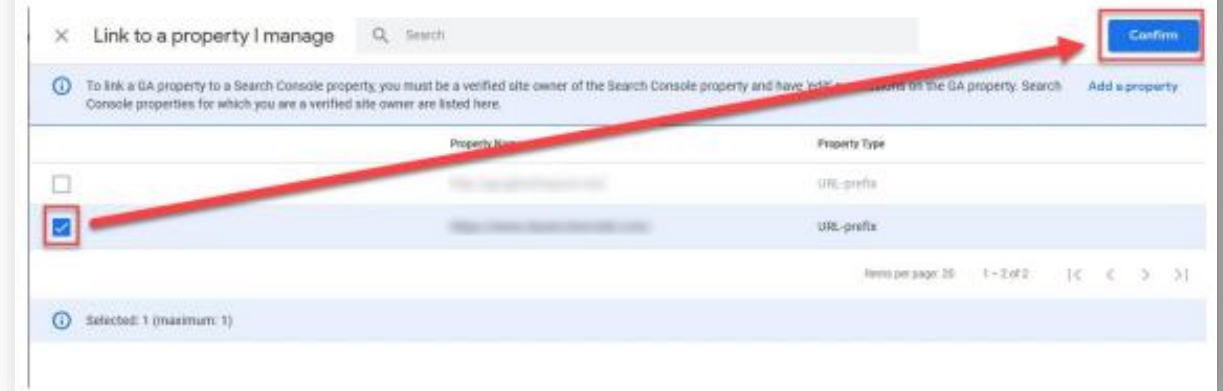 Link to a property I manage
Search
Confirm
To link a GA property to a Search Console property, you must be a verified site owner of the Search Console property and have 'edit' on the GA property. Search
Console properties for which you are a verified site owner are listed here.
Add a property
Property
Property Type
URL-prefix
URL-prefix
Items per page: 20
1 – 2 of 2
Selected: 1 (maximum: 1)